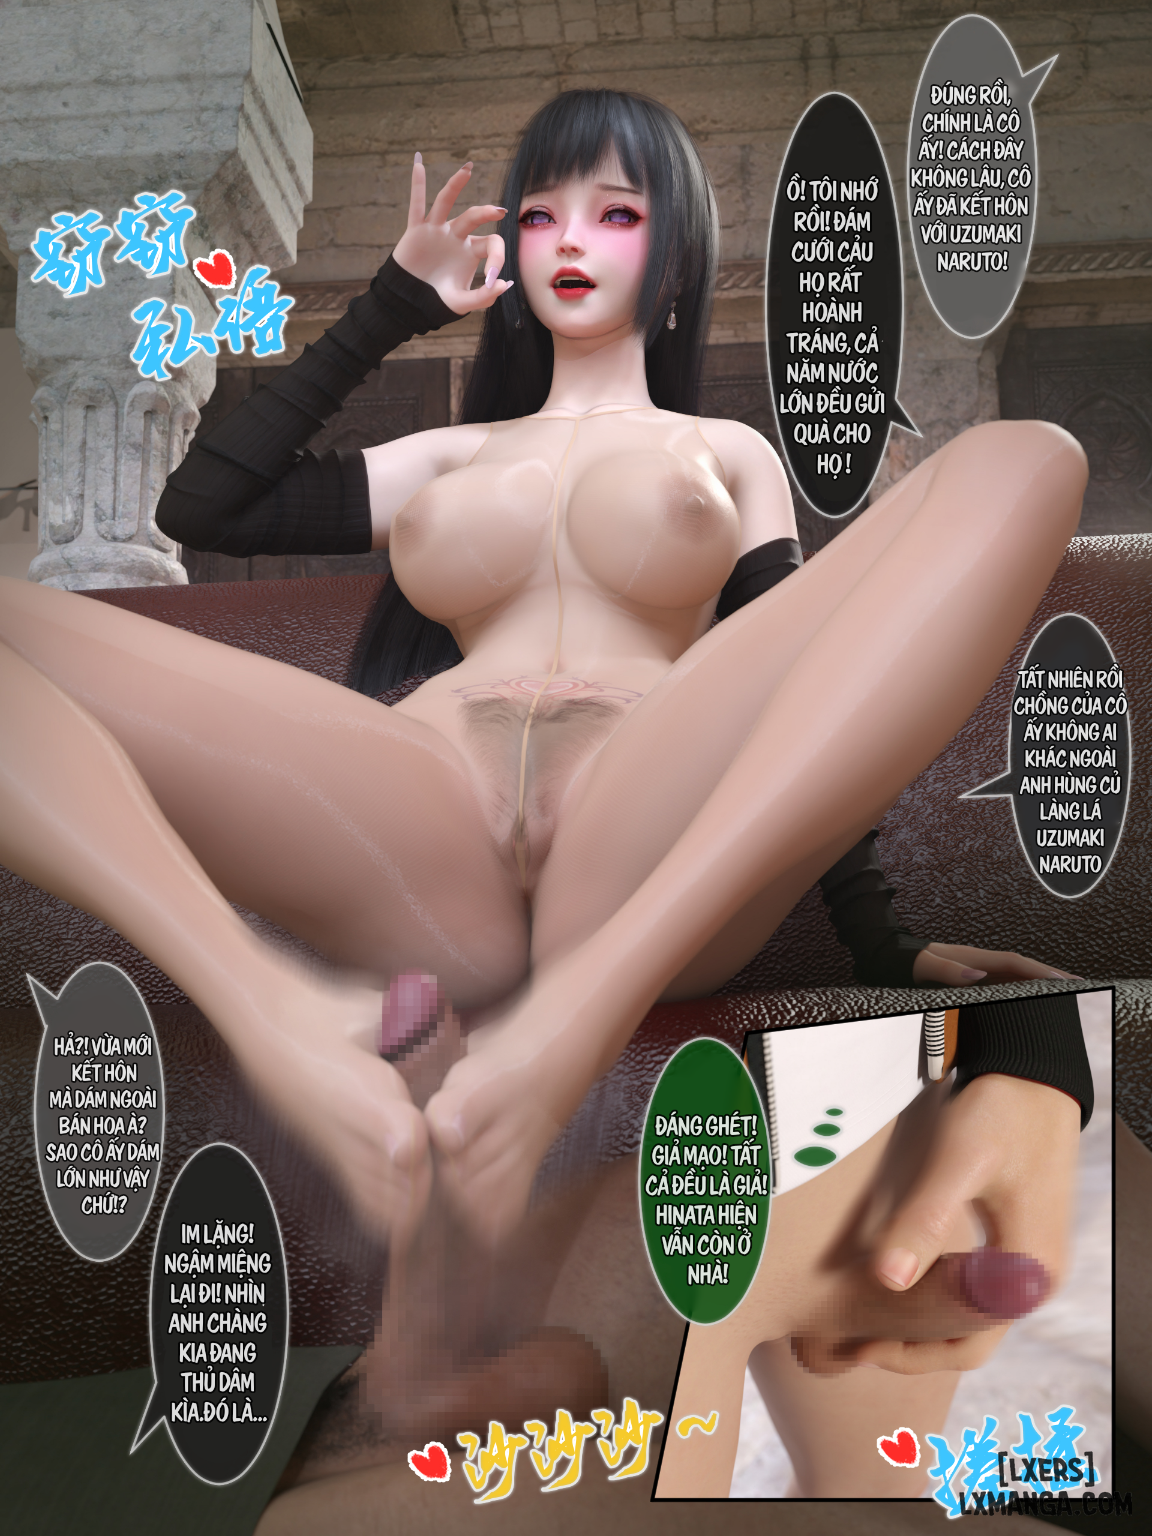 ĐÚNG RỒI,
CHÍNH LÀ CÔ
ẤY! CÁCH ĐÂY
KHÔNG LÂU, CÔ
ẤY ĐÃ KẾT HÔN
VỚI UZUMAKI
NARUTO!
Ồ! TÔI NHỚ
RỒI! ĐÁM
CƯỚI CẢU
HỌ RẤT
HOÀNH
TRÁNG, CẢ
NĂM NƯỚC
LỚN ĐỀU GỬI
QUÀ CHO
HỌ !
窃窃
私语
TẤT NHIÊN RỒI
CHỒNG CỦA CÔ
ẤY KHÔNG AI
KHÁC NGOÀI
ANH HÙNG CỦ
LÀNG LÁ
UZUMAKI
NARUTO
HẢ?! VỪA MỚI
KẾT HÔN
MÀ DÁM NGOÀI
BÁN HOA À?
SAO CÔ ẤY DÁM
LỚN NHƯ VẬY
CHỨ!?
IM LẶNG!
NGẬM MIỆNG
LẠI ĐI! NHÌN
ANH CHÀNG
KIA ĐANG
THỦ DÂM
KÌA.ĐÓ LÀ...
ĐÁNG GHÉT!
GIẢ MẠO! TẤT
CẢ ĐỀU LÀ GIẢ!
HINATA HIỆN
VẪN CÒN Ở
NHÀ!
沙沙沙~
[LXERS]
LXMANGA.COM